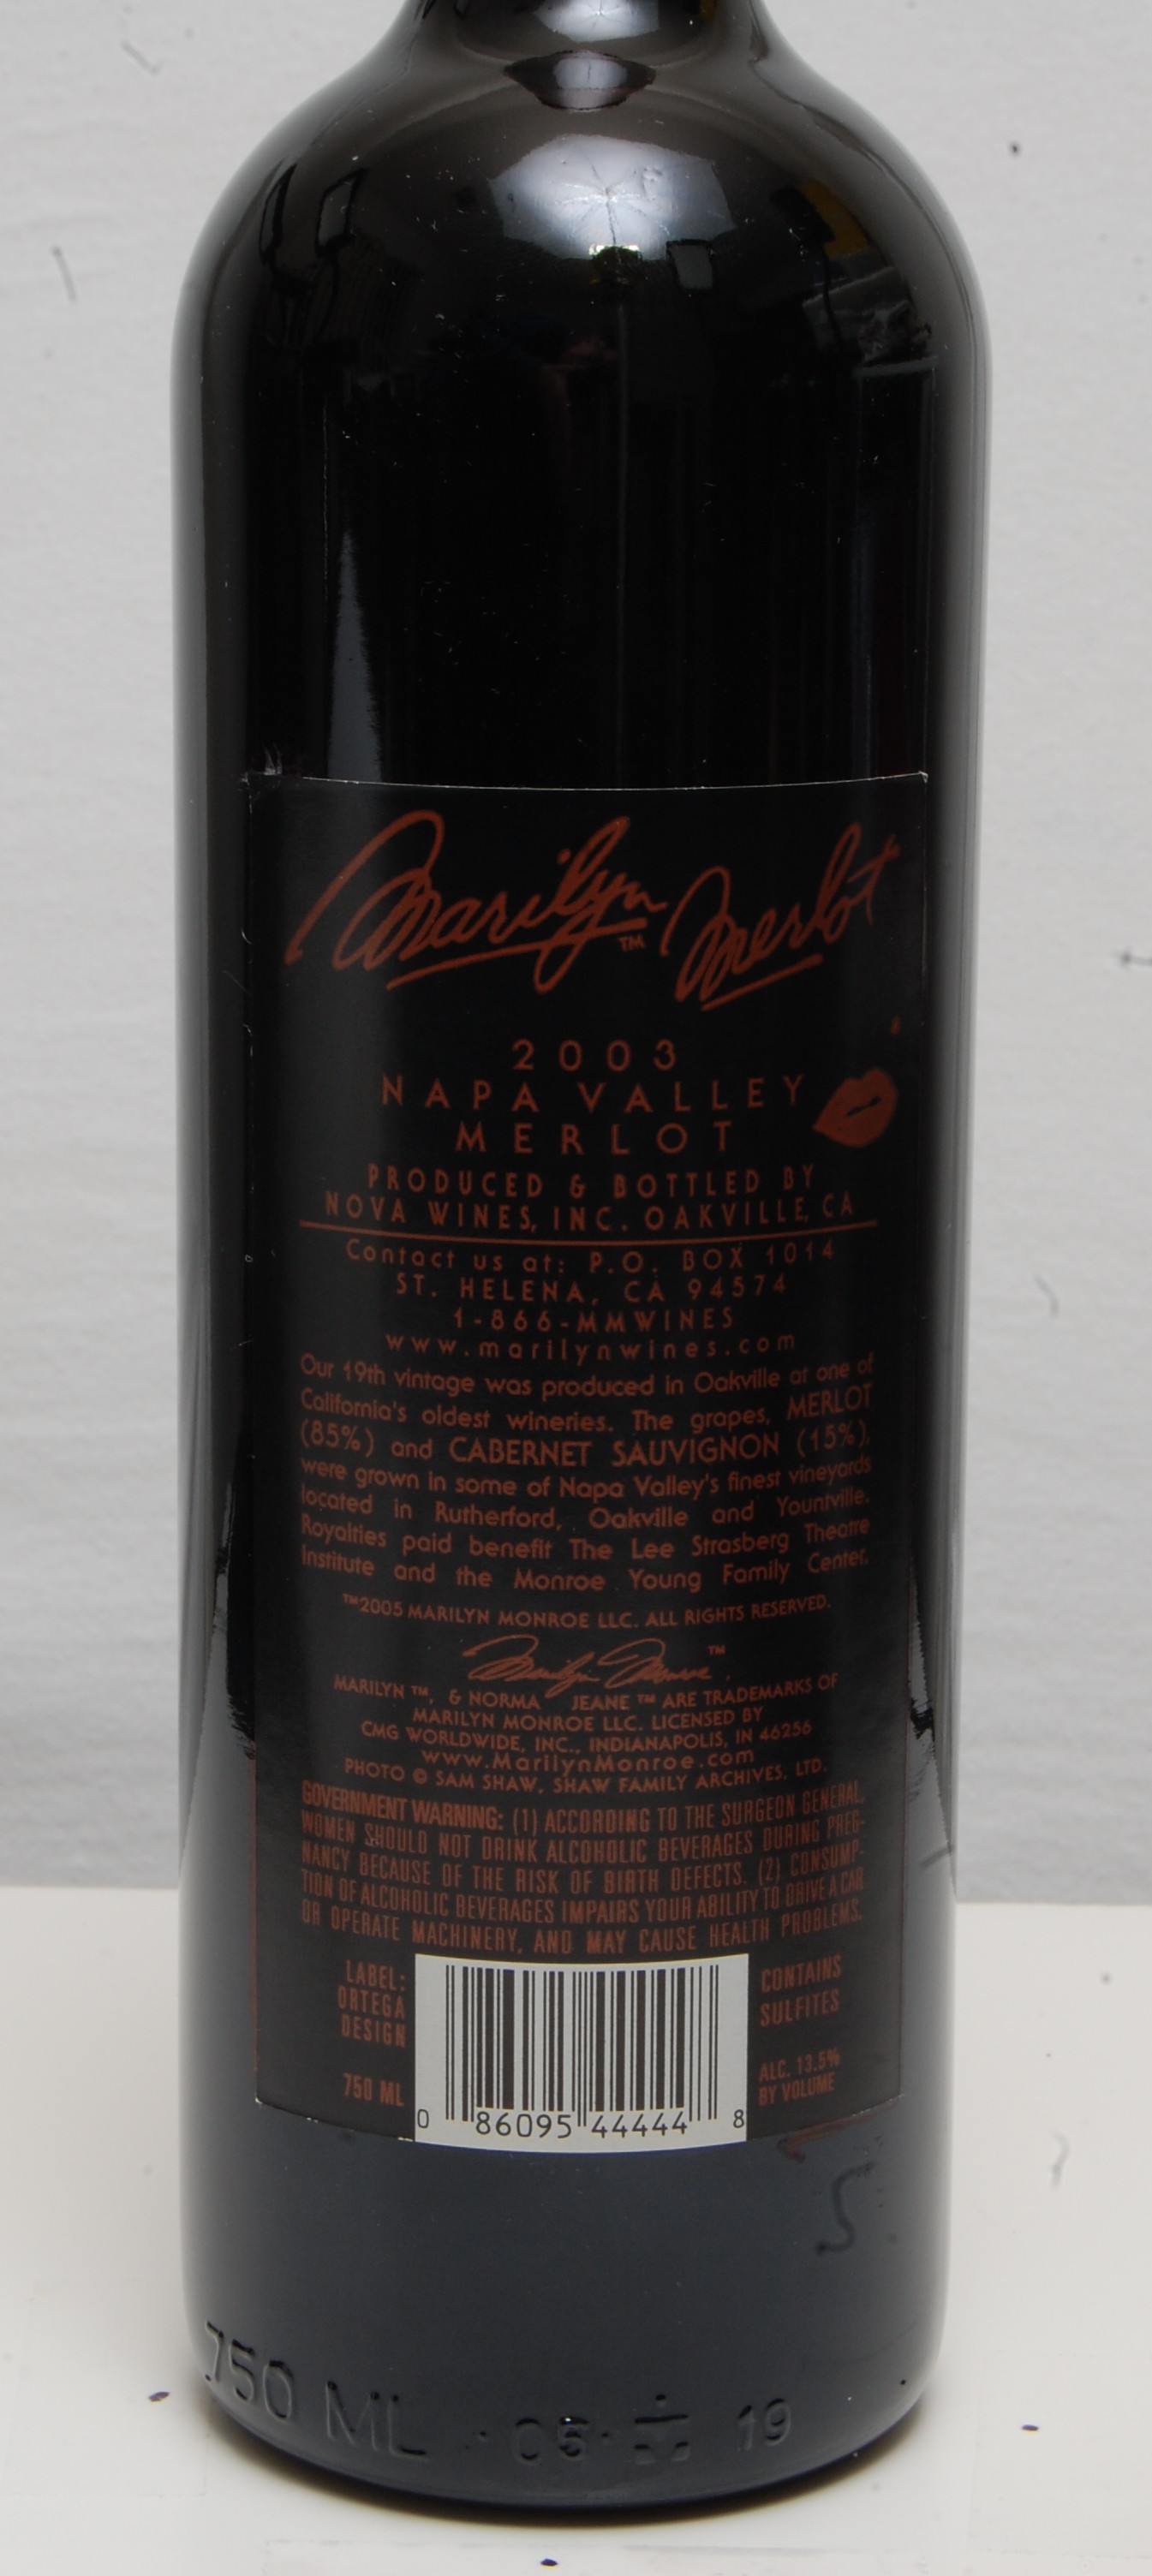 Marilyn™ Merlot
2003
NAPA VALLEY
MERLOT
PRODUCED & BOTTLED BY
NOVA WINES, INC. OAKVILLE, CA
Contact us at: P.O. BOX 1014
ST. HELENA, CA 94574
1-866-MMWINES
www.marilynwines.com
Our 19th vintage was produced in Oakville at one of
California's oldest wineries. The grapes, MERLOT
(85%) and CABERNET SAUVIGNON (15%),
were grown in some of Napa Valley's finest vineyards
located in Rutherford, Oakville and Yountville.
Royalties paid benefit The Lee Strasberg Theatre
Institute and the Monroe Young Family Center.
™2005 MARILYN MONROE LLC. ALL RIGHTS RESERVED.
Marilyn Monroe™,
MARILYN™, & NORMA JEANE™ ARE TRADEMARKS OF
MARILYN MONROE LLC. LICENSED BY
CMG WORLDWIDE, INC., INDIANAPOLIS, IN 46256
www.MarilynMonroe.com
PHOTO © SAM SHAW, SHAW FAMILY ARCHIVES, LTD.
GOVERNMENT WARNING: (1) ACCORDING TO THE SURGEON GENERAL,
WOMEN SHOULD NOT DRINK ALCOHOLIC BEVERAGES DURING PREG-
NANCY BECAUSE OF THE RISK OF BIRTH DEFECTS. (2) CONSUMP-
TION OF ALCOHOLIC BEVERAGES IMPAIRS YOUR ABILITY TO DRIVE A CAR
OR OPERATE MACHINERY, AND MAY CAUSE HEALTH PROBLEMS.
LABEL:
ORTEGA
DESIGN
750 ML
0 86095 44444 8
CONTAINS
SULFITES
ALC. 13.5%
BY VOLUME
750 ML · 05 · 19